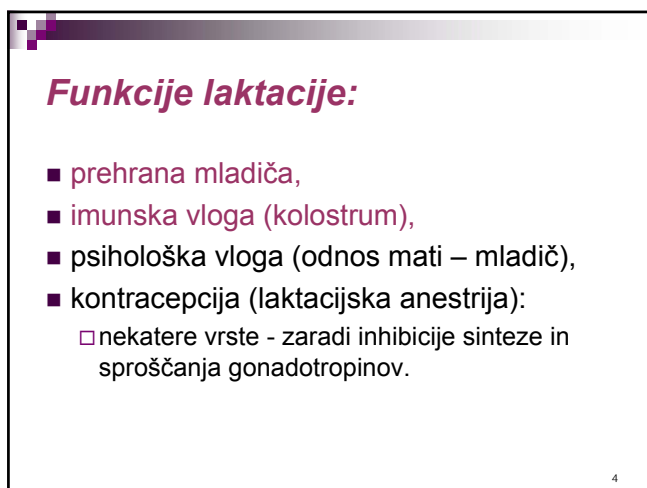 Funkcije laktacije:
prehrana mladiča,
imunska vloga (kolostrum),
psihološka vloga (odnos mati – mladič),
kontracepcija (laktacijska anestrija):
nekatere vrste - zaradi inhibicije sinteze in
sproščanja gonadotropinov.
4